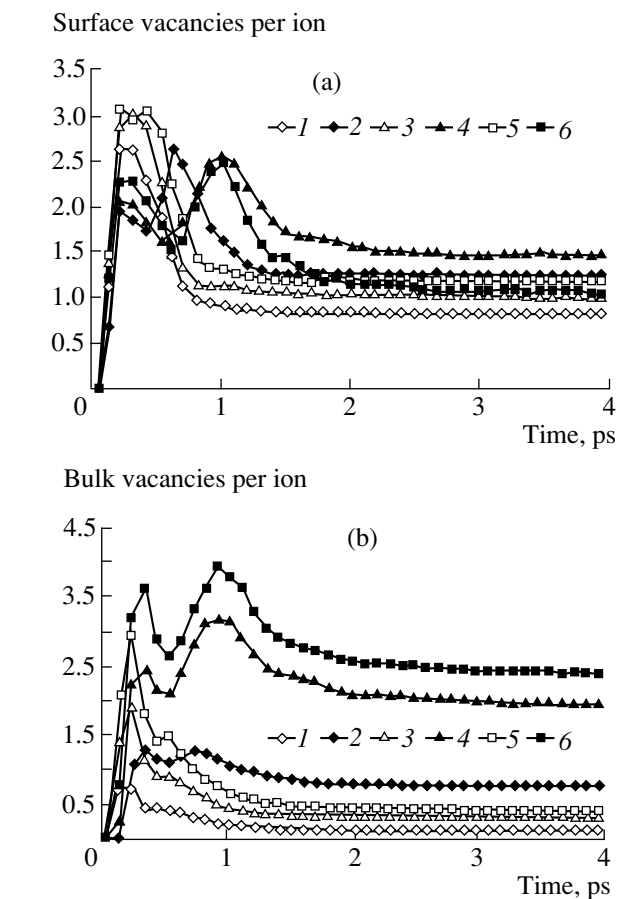 Surface vacancies per ion
(a)
3.5
3.0
1 2 3 4 5 6
2.5
2.0
1.5
1.0
0.5
0 1 2 3 4
Time, ps
Bulk vacancies per ion
4.5
(b)
3.5
2.5
1 2 3 4 5 6
1.5
0.5
0 1 2 3 4
Time, ps